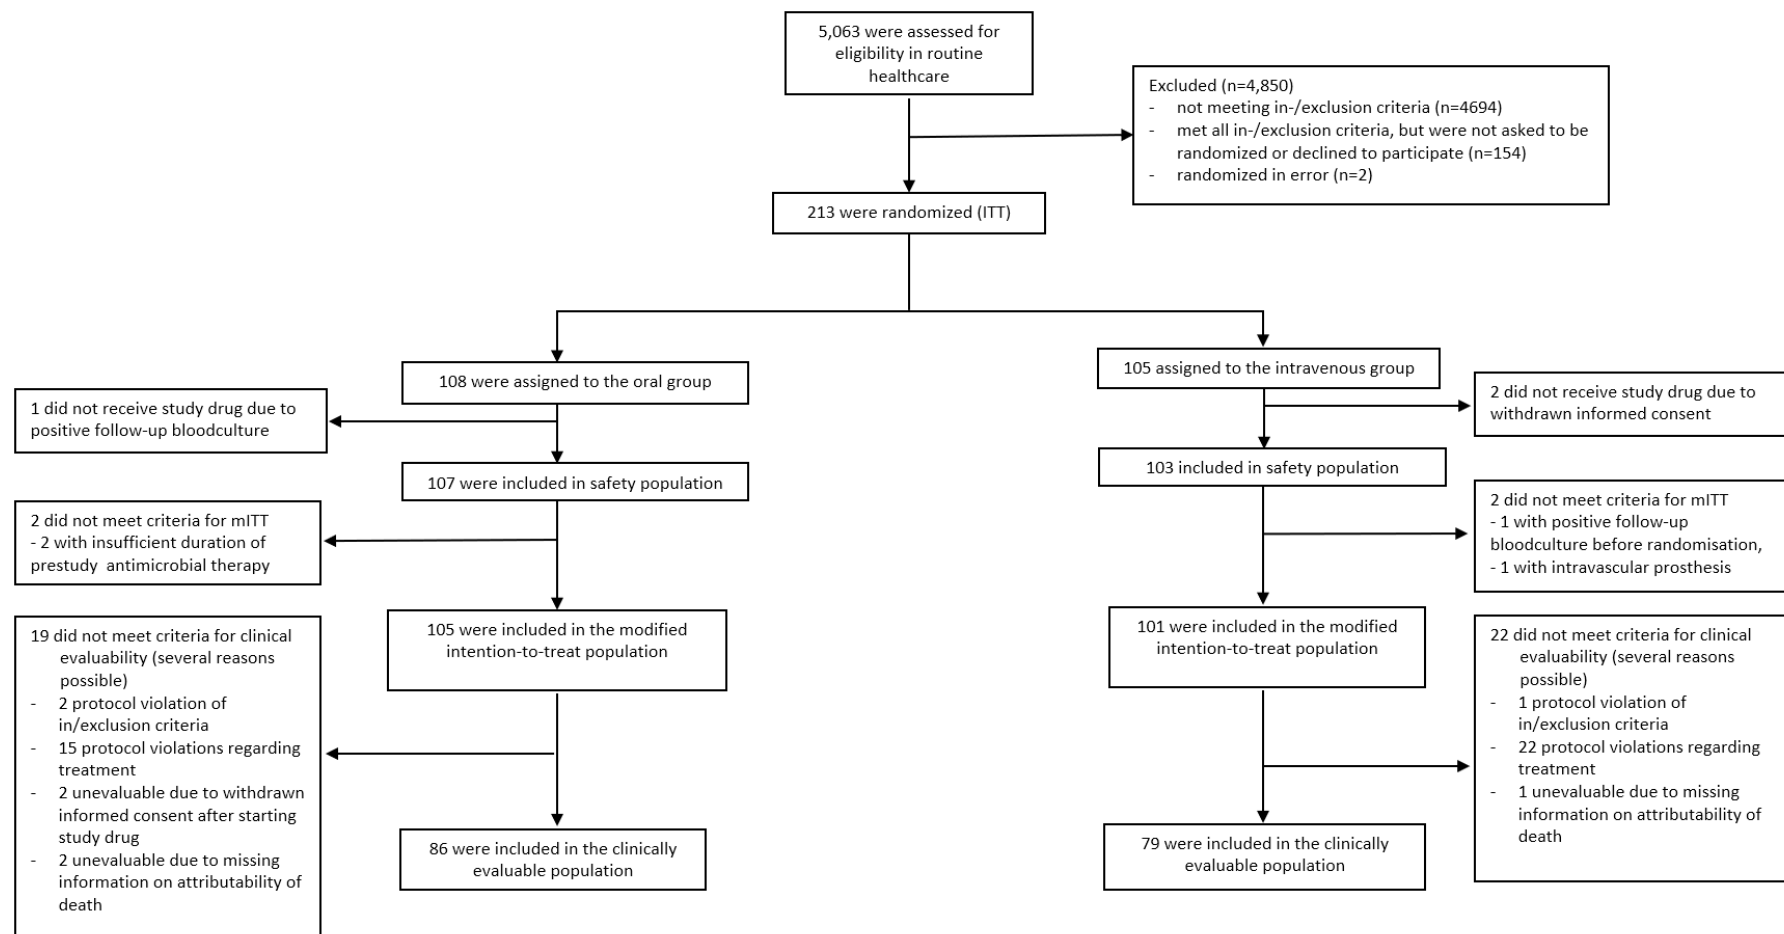 5,063 were assessed for
eligibility in routine
healthcare
Excluded (n=4,850)
- not meeting in-/exclusion criteria (n=4694)
- met all in-/exclusion criteria, but were not asked to be
randomized or declined to participate (n=154)
- randomized in error (n=2)
213 were randomized (ITT)
108 were assigned to the oral group
105 assigned to the intravenous group
1 did not receive study drug due to
positive follow-up bloodculture
2 did not receive study drug due to
withdrawn informed consent
107 were included in safety population
103 included in safety population
2 did not meet criteria for mITT
- 2 with insufficient duration of
prestudy antimicrobial therapy
2 did not meet criteria for mITT
- 1 with positive follow-up
bloodculture before randomisation,
- 1 with intravascular prosthesis
105 were included in the modified
intention-to-treat population
101 were included in the modified
intention-to-treat population
19 did not meet criteria for clinical
evaluability (several reasons
possible)
- 2 protocol violation of
in/exclusion criteria
- 15 protocol violations regarding
treatment
- 2 unevaluable due to withdrawn
informed consent after starting
study drug
- 2 unevaluable due to missing
information on attributability of
death
22 did not meet criteria for clinical
evaluability (several reasons
possible)
- 1 protocol violation of
in/exclusion criteria
- 22 protocol violations regarding
treatment
- 1 unevaluable due to missing
information on attributability of
death
86 were included in the clinically
evaluable population
79 were included in the clinically
evaluable population